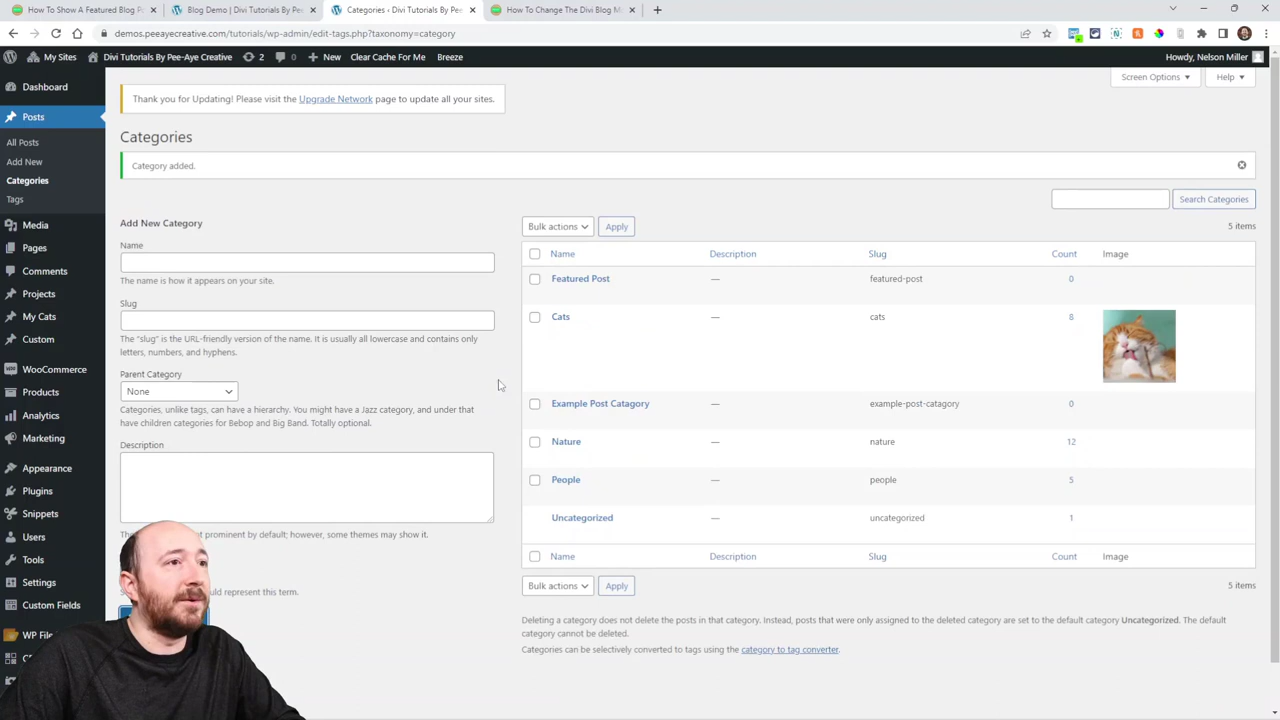 How To Show A Featured Blog P
Blog Demo | Divi Tutorials By Pee
Categories ‹ Divi Tutorials By Pee-
How To Change The Divi Blog M
demos.peeayecreative.com/tutorials/wp-admin/edit-tags.php?taxonomy=category
My Sites
Divi Tutorials By Pee-Aye Creative
2
0
New
Clear Cache For Me
Breeze
Howdy, Nelson Miller
Dashboard
Posts
All Posts
Add New
Categories
Tags
Media
Pages
Comments
Projects
My Cats
Custom
WooCommerce
Products
Analytics
Marketing
Appearance
Plugins
Snippets
Users
Tools
Settings
Custom Fields
WP Fil
Screen Options
Help
Thank you for Updating! Please visit the Upgrade Network page to update all your sites.
Categories
Category added.
Search Categories
Add New Category
Name
The name is how it appears on your site.
Slug
The “slug” is the URL-friendly version of the name. It is usually all lowercase and contains only
letters, numbers, and hyphens.
Parent Category
None
Categories, unlike tags, can have a hierarchy. You might have a Jazz category, and under that
have children categories for Bebop and Big Band. Totally optional.
Description
prominent by default; however, some themes may show it.
uld represent this term.
Bulk actions
Apply
5 items
Name Description Slug Count Image
Featured Post — featured-post 0
Cats — cats 8
Example Post Catagory — example-post-catagory 0
Nature — nature 12
People — people 5
Uncategorized — uncategorized 1
Name Description Slug Count Image
Bulk actions
Apply
5 items
Deleting a category does not delete the posts in that category. Instead, posts that were only assigned to the deleted category are set to the default category Uncategorized. The default
category cannot be deleted.
Categories can be selectively converted to tags using the category to tag converter.